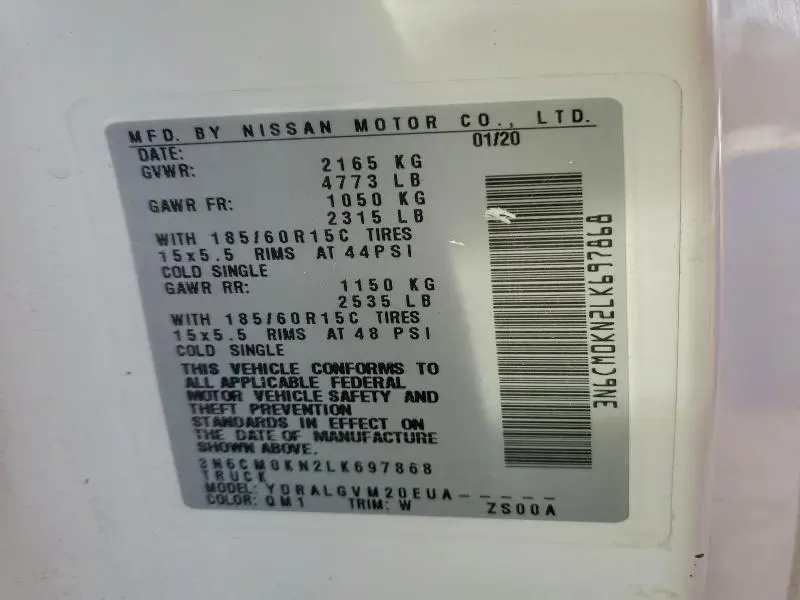 MFD. BY NISSAN MOTOR CO., LTD.
DATE: 01/20
GVWR: 2165 KG
4773 LB
GAWR FR: 1050 KG
2315 LB
WITH 185/60R15C TIRES
15x5.5 RIMS AT 44PSI
COLD SINGLE
GAWR RR: 1150 KG
2535 LB
WITH 185/60R15C TIRES
15x5.5 RIMS AT 48 PSI
COLD SINGLE
THIS VEHICLE CONFORMS TO
ALL APPLICABLE FEDERAL
MOTOR VEHICLE SAFETY AND
THEFT PREVENTION
STANDARDS IN EFFECT ON
THE DATE OF MANUFACTURE
SHOWN ABOVE.
3N6CM0KN2LK697868
TRUCK
MODEL: YDRALGVM20EUA-----
COLOR: QM1 TRIM: W ZS00A
3N6CM0KN2LK697868